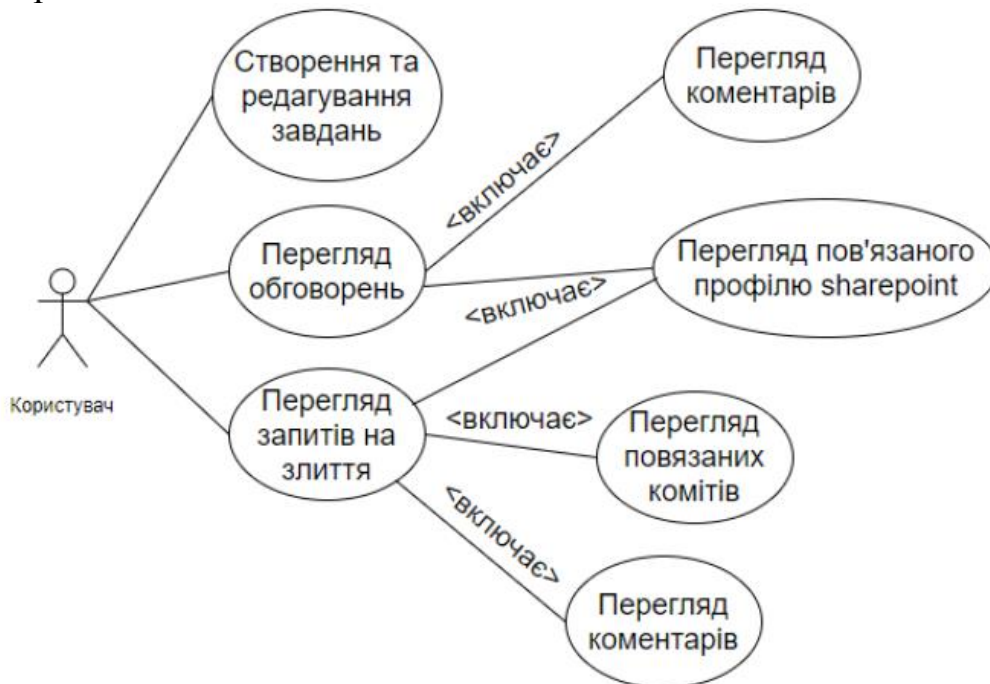 Створення та
редагування
завдань
Перегляд
коментарів
<включає>
Перегляд
обговорень
Перегляд пов'язаного
профілю sharepoint
<включає>
Користувач
Перегляд
запитів на
злиття
<включає>
Перегляд
повязаних
комітів
<включає>
Перегляд
коментарів